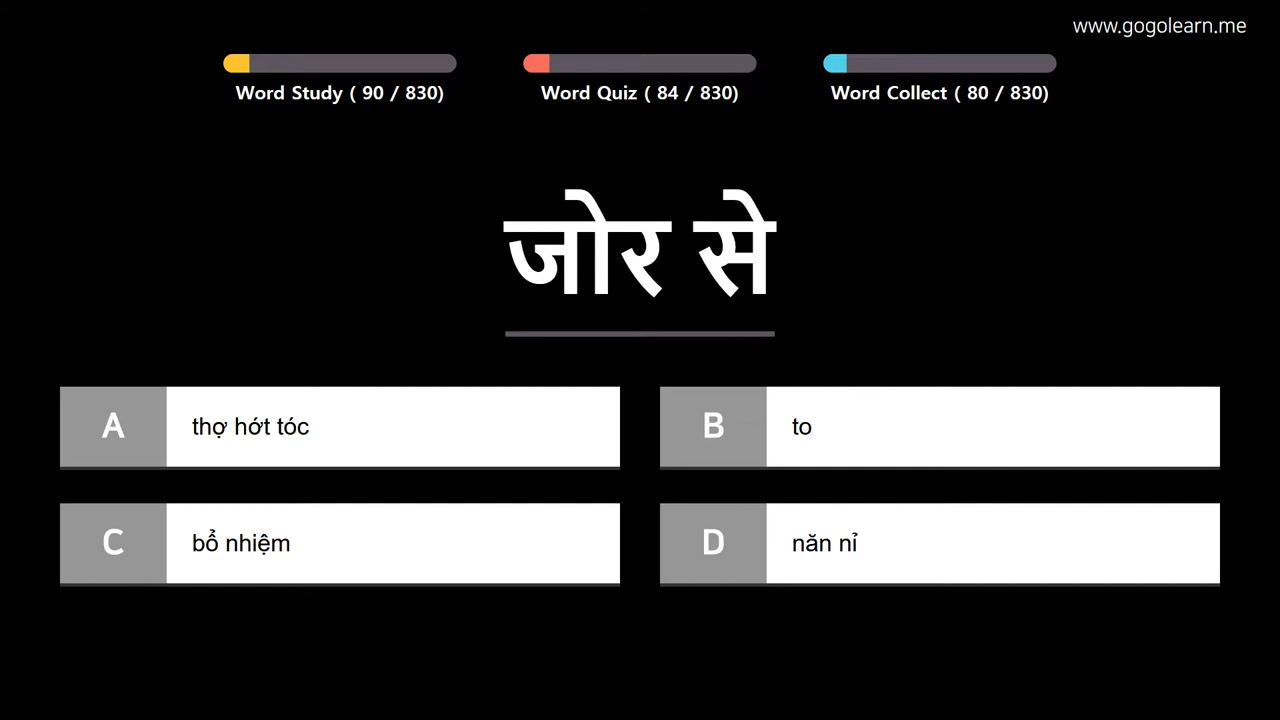 www.gogolearn.me
Word Study ( 90 / 830)
Word Quiz ( 84 / 830)
Word Collect ( 80 / 830)
जोर से
A thợ hớt tóc
B to
C bổ nhiệm
D năn nỉ